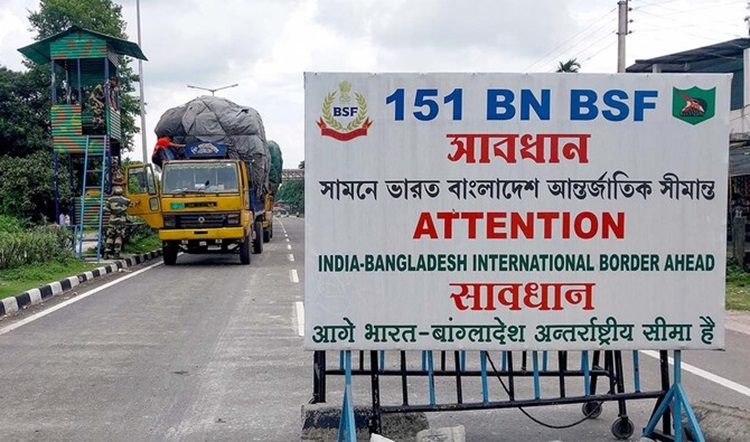 BSF
151 BN BSF
সাবধান
সামনে ভারত বাংলাদেশ আন্তর্জাতিক সীমান্ত
ATTENTION
INDIA-BANGLADESH INTERNATIONAL BORDER AHEAD
सावधान
आगे भारत-बांग्लादेश अन्तर्राष्ट्रीय सीमा है